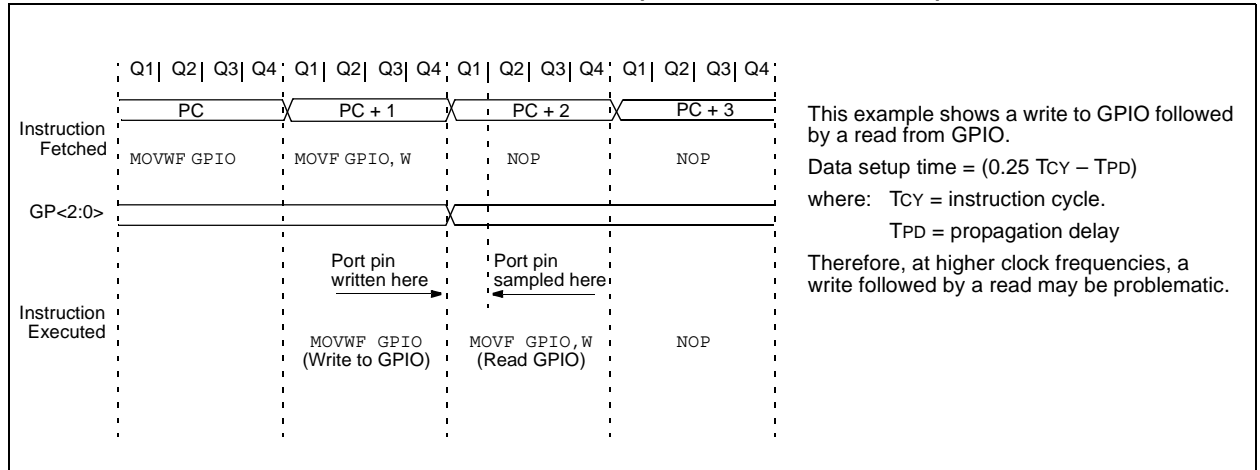 Q1| Q2| Q3| Q4 Q1| Q2| Q3| Q4 Q1| Q2| Q3| Q4 Q1| Q2| Q3| Q4
PC PC + 1 PC + 2 PC + 3
Instruction
Fetched
MOVWF GPIO MOVF GPIO, W NOP NOP
GP<2:0>
Port pin
written here
Port pin
sampled here
Instruction
Executed
MOVWF GPIO
(Write to GPIO)
MOVF GPIO,W
(Read GPIO)
NOP
This example shows a write to GPIO followed
by a read from GPIO.
Data setup time = (0.25 TCY – TPD)
where: TCY = instruction cycle.
TPD = propagation delay
Therefore, at higher clock frequencies, a
write followed by a read may be problematic.